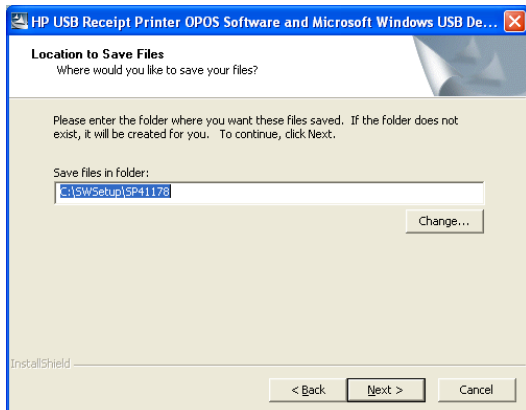 HP USB Receipt Printer OPOS Software and Microsoft Windows USB De...
Location to Save Files
Where would you like to save your files?
Please enter the folder where you want these files saved. If the folder does not
exist, it will be created for you. To continue, click Next.
Save files in folder:
C:\SWSetup\SP41178
Change...
InstallShield
< Back Next > Cancel